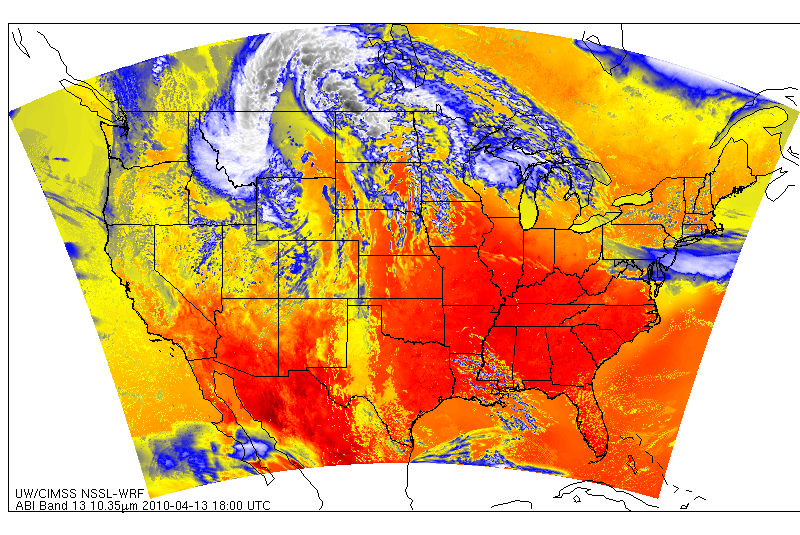 UW/CIMSS NSSL-WRF
ABI Band 13 10.35µm 2010-04-13 18:00 UTC